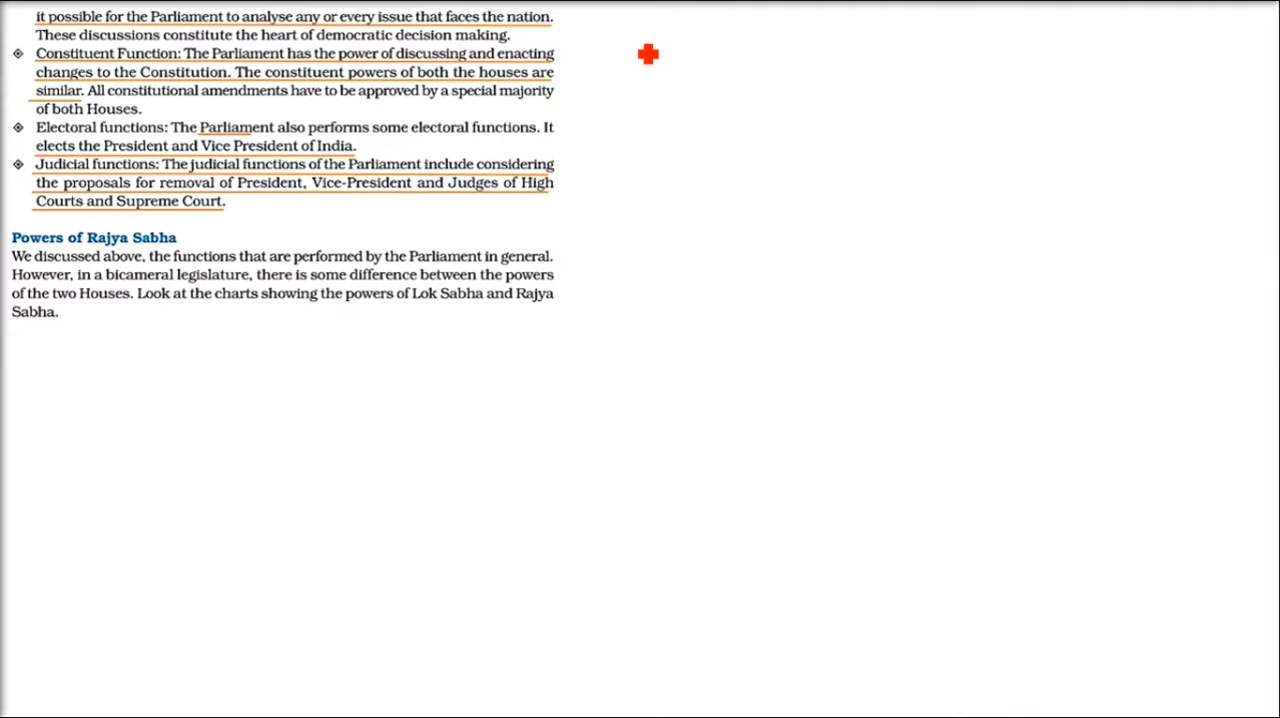 it possible for the Parliament to analyse any or every issue that faces the nation.
These discussions constitute the heart of democratic decision making.
Constituent Function: The Parliament has the power of discussing and enacting
changes to the Constitution. The constituent powers of both the houses are
similar. All constitutional amendments have to be approved by a special majority
of both Houses.
Electoral functions: The Parliament also performs some electoral functions. It
elects the President and Vice President of India.
Judicial functions: The judicial functions of the Parliament include considering
the proposals for removal of President, Vice-President and Judges of High
Courts and Supreme Court.
Powers of Rajya Sabha
We discussed above, the functions that are performed by the Parliament in general.
However, in a bicameral legislature, there is some difference between the powers
of the two Houses. Look at the charts showing the powers of Lok Sabha and Rajya
Sabha.